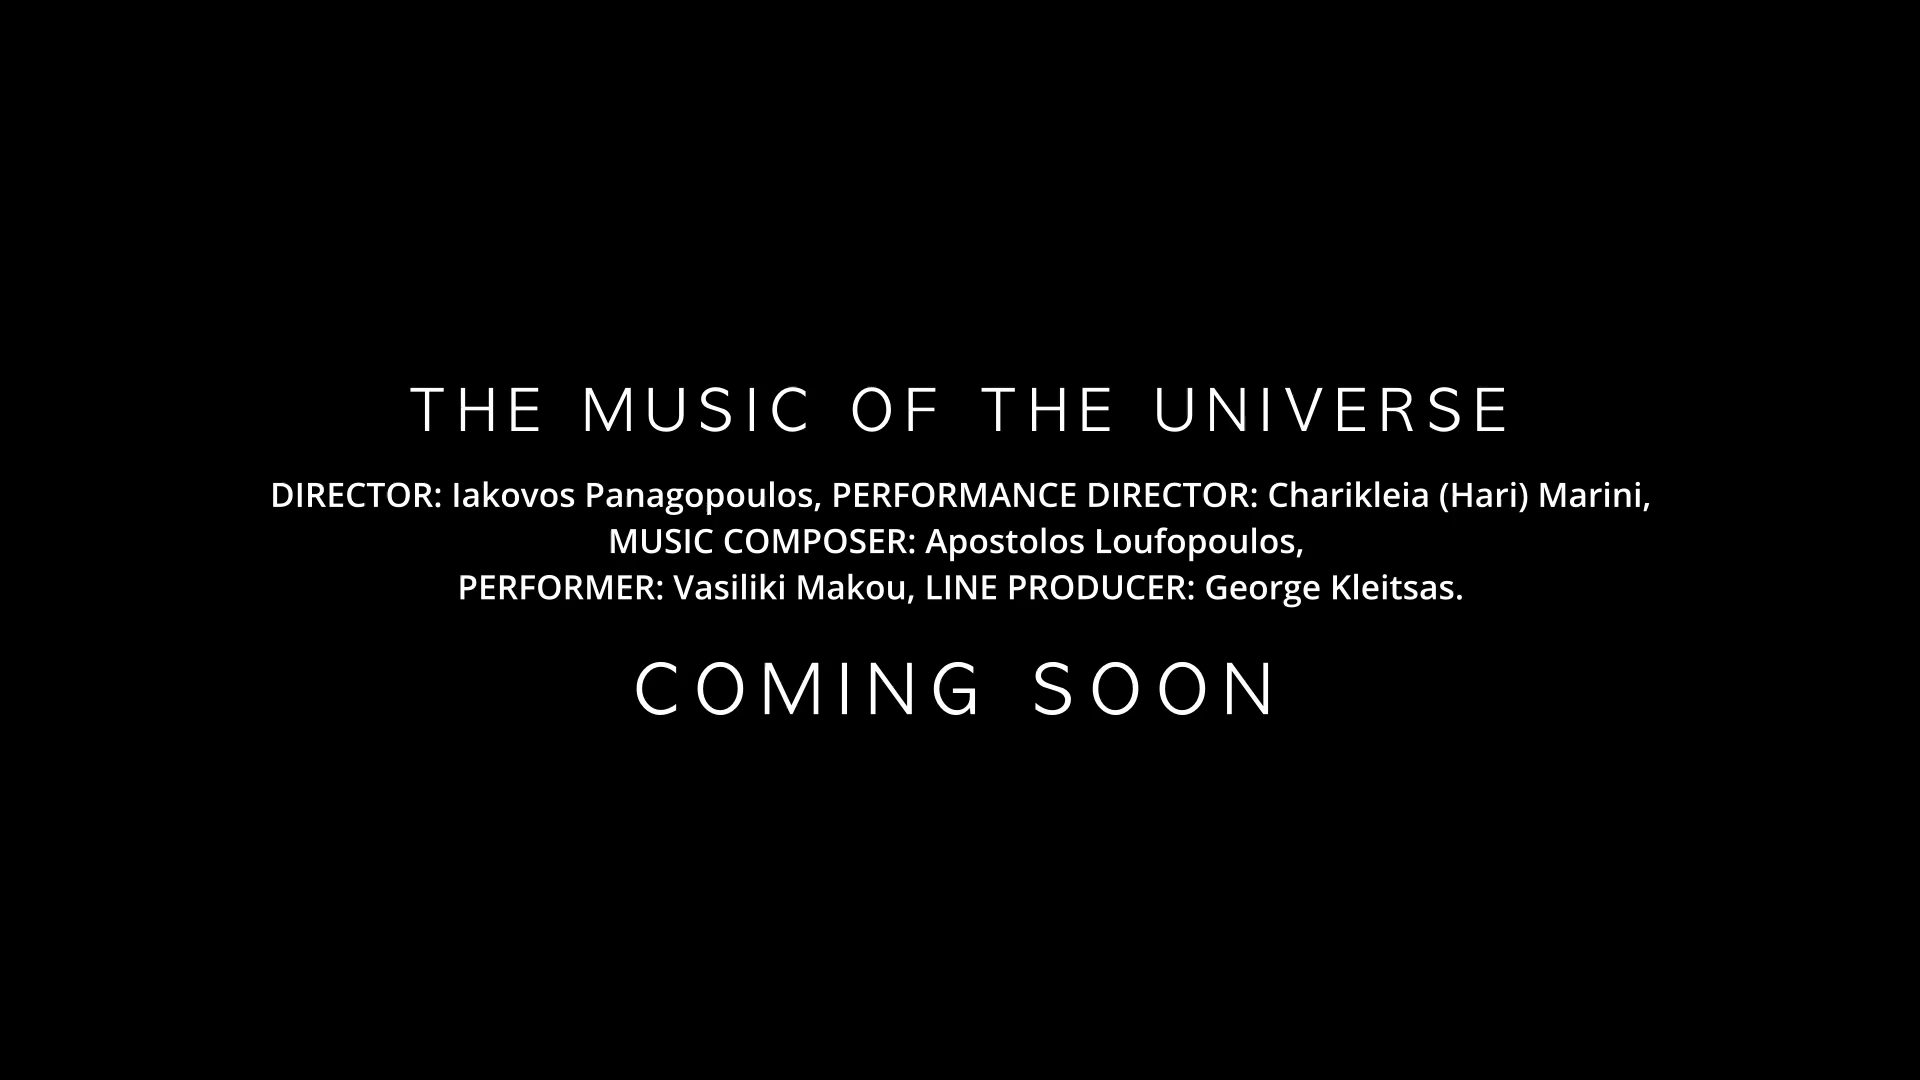 THE MUSIC OF THE UNIVERSE
DIRECTOR: Iakovos Panagopoulos, PERFORMANCE DIRECTOR: Charikleia (Hari) Marini,
MUSIC COMPOSER: Apostolos Loufopoulos,
PERFORMER: Vasiliki Makou, LINE PRODUCER: George Kleitsas.
COMING SOON